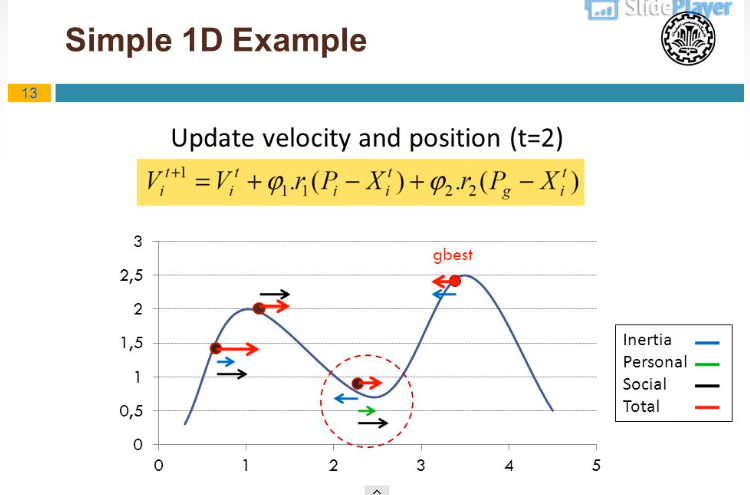 SlidePlayer
Simple 1D Example
13
Update velocity and position (t=2)
V_i^{t+1} = V_i^t + φ_1.r_1(P_i − X_i^t) + φ_2.r_2(P_g − X_i^t)
gbest
3
2,5
2
1,5
1
0,5
0
0 1 2 3 4 5
Inertia
Personal
Social
Total